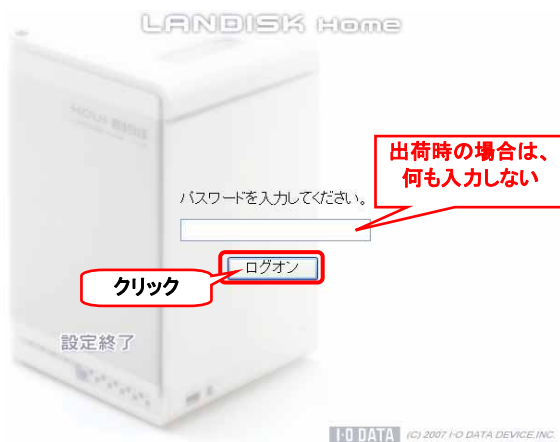 LANDISK Home
出荷時の場合は、
何も入力しない
パスワードを入力してください。
ログオン
クリック
設定終了
I-O DATA (C) 2007 I-O DATA DEVICE,INC.